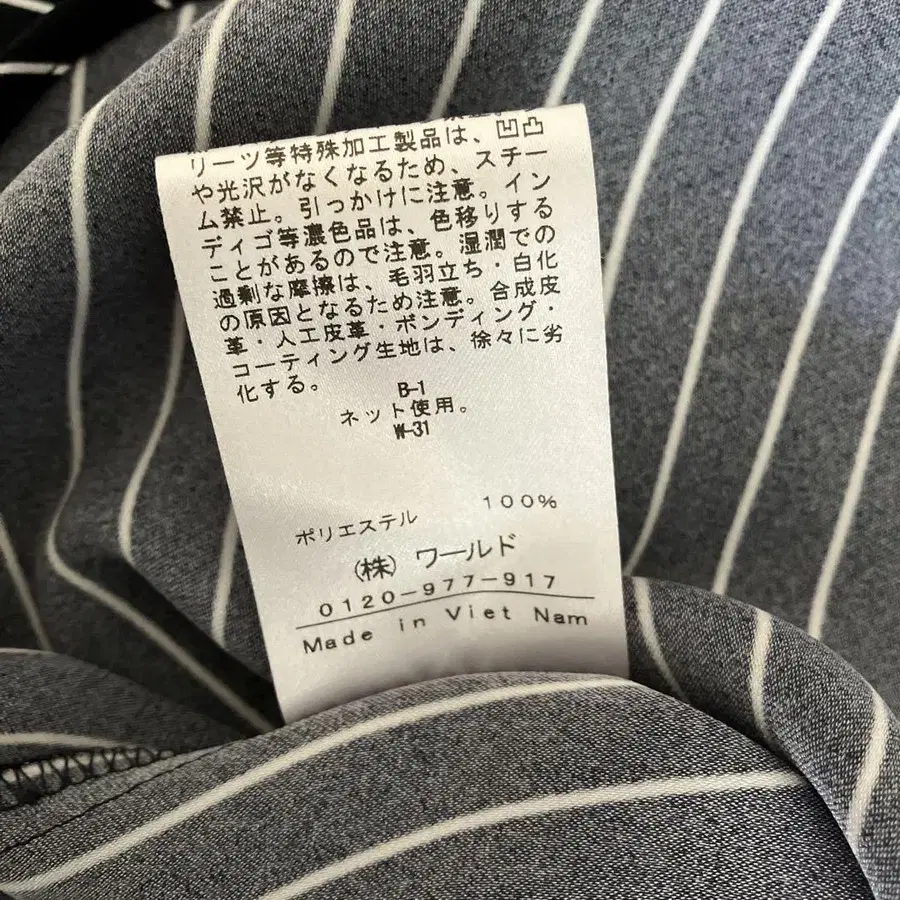 リーツ等特殊加工製品は、凹凸
や光沢がなくなるため、スチー
ム禁止。引っかけに注意。イン
ディゴ等濃色品は、色移りする
ことがあるので注意。湿潤での
過剰な摩擦は、毛羽立ち・白化
の原因となるため注意。合成皮
革・人工皮革・ボンディング・
コーティング生地は、徐々に劣
化する。
B-1
ネット使用。
W-31
ポリエステル 100%
(株) ワールド
0120-977-917
Made in Viet Nam